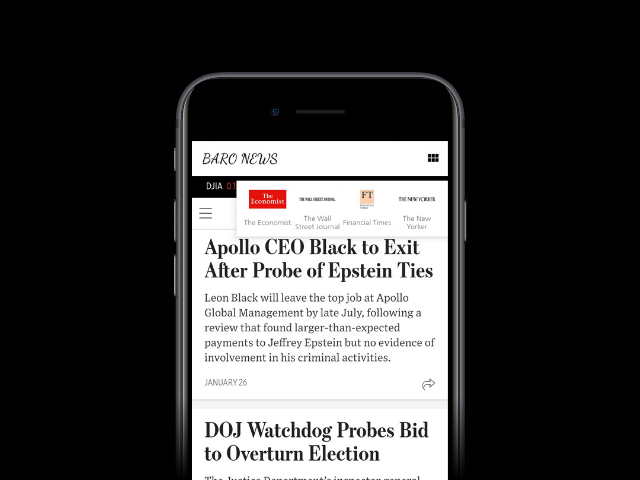 BARO NEWS
DJIA 0.1
The
Economist
THE WALL STREET JOURNAL.
FT
THE NEW YORKER
The Economist
The Wall
Street Journal
Financial Times
The New
Yorker
Apollo CEO Black to Exit
After Probe of Epstein Ties
Leon Black will leave the top job at Apollo
Global Management by late July, following a
review that found larger-than-expected
payments to Jeffrey Epstein but no evidence of
involvement in his criminal activities.
JANUARY 26
DOJ Watchdog Probes Bid
to Overturn Election
The Justice Department's inspector general